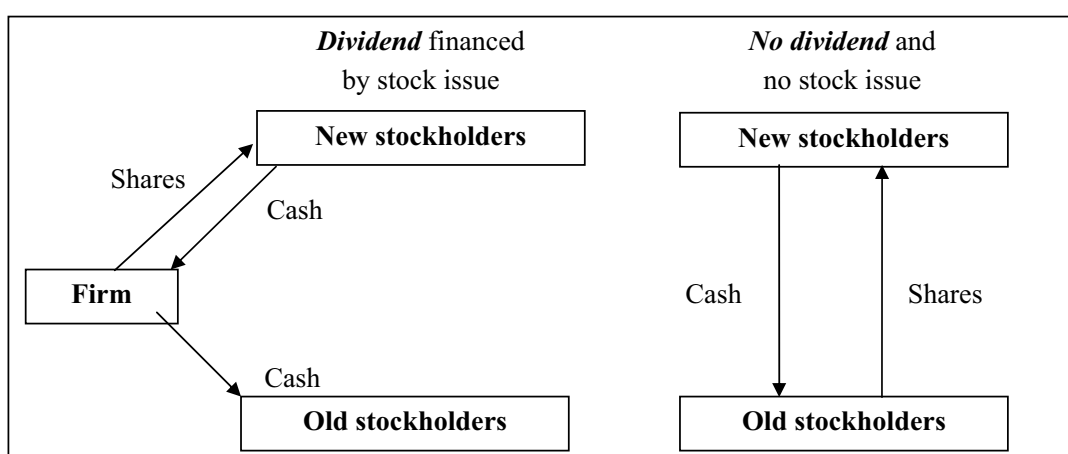 Dividend financed
by stock issue
New stockholders
Shares
Cash
Firm
Cash
Old stockholders
No dividend and
no stock issue
New stockholders
Cash
Shares
Old stockholders